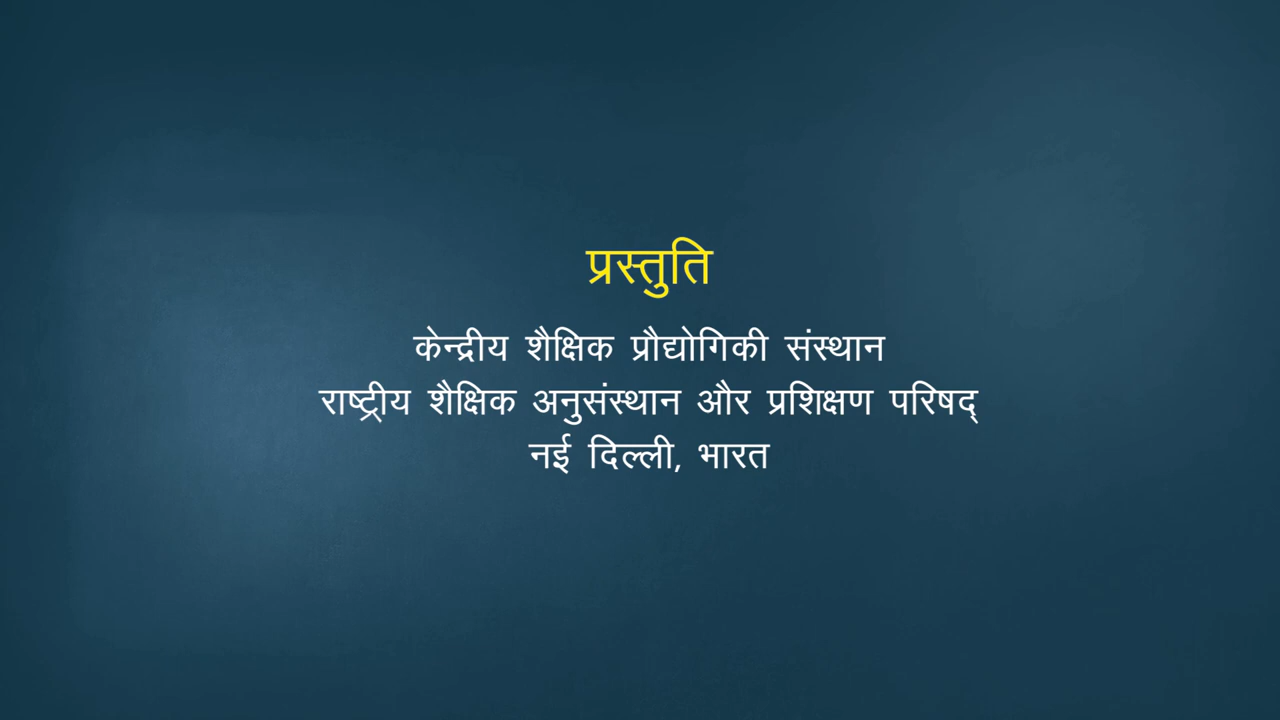 प्रस्तुति
केन्द्रीय शैक्षिक प्रौद्योगिकी संस्थान
राष्ट्रीय शैक्षिक अनुसंस्थान और प्रशिक्षण परिषद्
नई दिल्ली, भारत